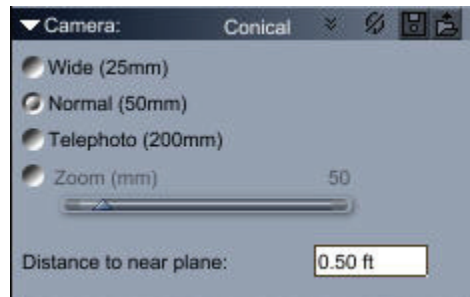 Camera: Conical
Wide (25mm)
Normal (50mm)
Telephoto (200mm)
Zoom (mm) 50
Distance to near plane: 0.50 ft